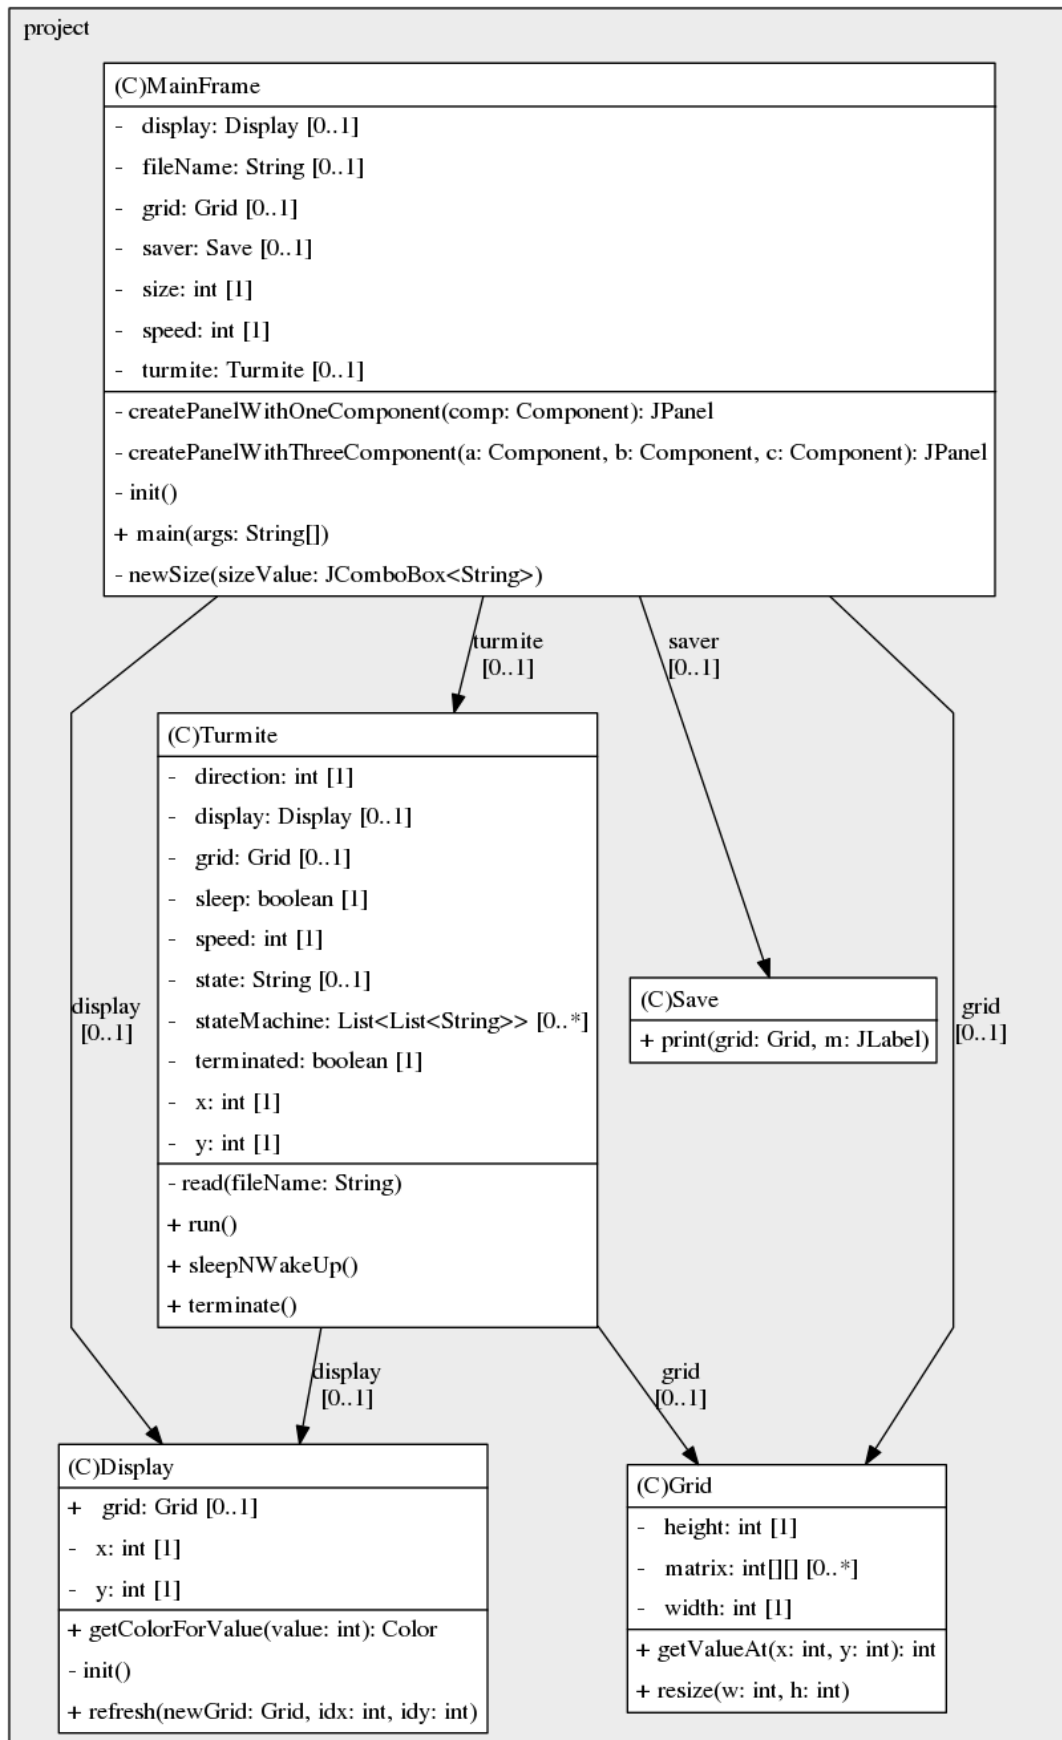 project
(C)MainFrame
- display: Display [0..1]
- fileName: String [0..1]
- grid: Grid [0..1]
- saver: Save [0..1]
- size: int [1]
- speed: int [1]
- turmite: Turmite [0..1]
- createPanelWithOneComponent(comp: Component): JPanel
- createPanelWithThreeComponent(a: Component, b: Component, c: Component): JPanel
- init()
+ main(args: String[])
- newSize(sizeValue: JComboBox<String>)
turmite
[0..1]
saver
[0..1]
(C)Turmite
- direction: int [1]
- display: Display [0..1]
- grid: Grid [0..1]
- sleep: boolean [1]
- speed: int [1]
- state: String [0..1]
- stateMachine: List<List<String>> [0..*]
- terminated: boolean [1]
- x: int [1]
- y: int [1]
- read(fileName: String)
+ run()
+ sleepNWakeUp()
+ terminate()
display
[0..1]
(C)Save
+ print(grid: Grid, m: JLabel)
grid
[0..1]
display
[0..1]
grid
[0..1]
(C)Display
+ grid: Grid [0..1]
- x: int [1]
- y: int [1]
+ getColorForValue(value: int): Color
- init()
+ refresh(newGrid: Grid, idx: int, idy: int)
(C)Grid
- height: int [1]
- matrix: int[][] [0..*]
- width: int [1]
+ getValueAt(x: int, y: int): int
+ resize(w: int, h: int)